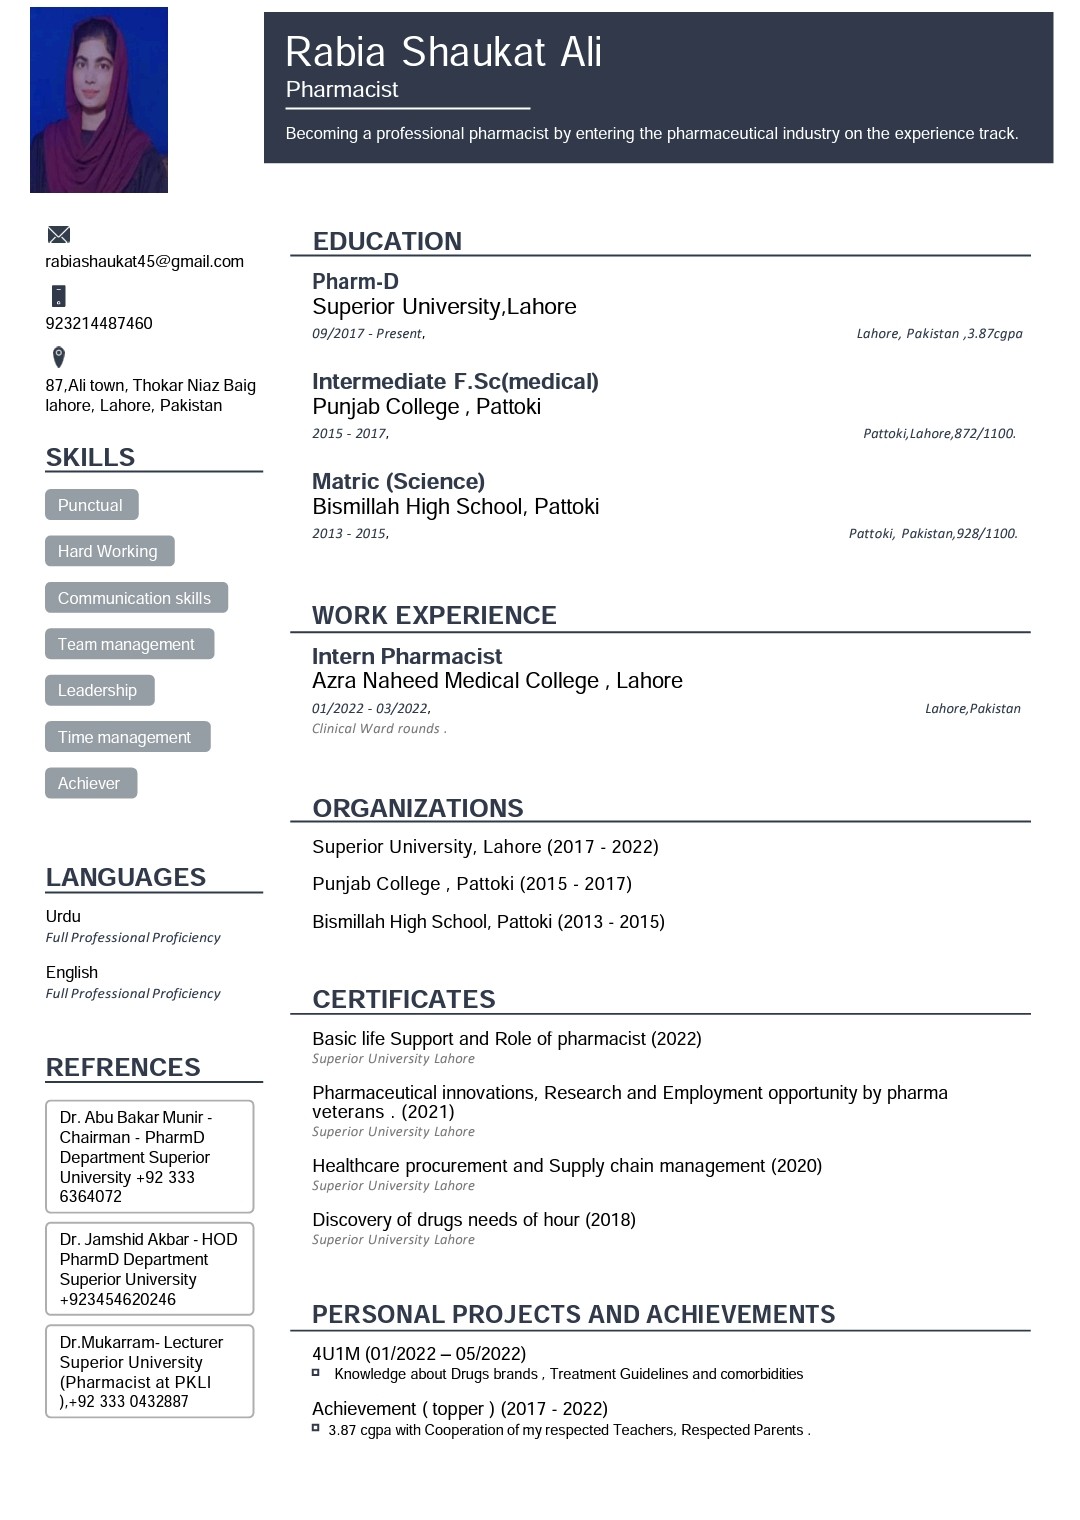 Rabia Shaukat Ali
Pharmacist
Becoming a professional pharmacist by entering the pharmaceutical industry on the experience track.
rabiashaukat45@gmail.com
923214487460
87,Ali town, Thokar Niaz Baig
lahore, Lahore, Pakistan
SKILLS
Punctual
Hard Working
Communication skills
Team management
Leadership
Time management
Achiever
LANGUAGES
Urdu
Full Professional Proficiency
English
Full Professional Proficiency
REFRENCES
Dr. Abu Bakar Munir -
Chairman - PharmD
Department Superior
University +92 333
6364072
Dr. Jamshid Akbar - HOD
PharmD Department
Superior University
+923454620246
Dr.Mukarram- Lecturer
Superior University
(Pharmacist at PKLI
),+92 333 0432887
EDUCATION
Pharm-D
Superior University,Lahore
09/2017 - Present, Lahore, Pakistan ,3.87cgpa
Intermediate F.Sc(medical)
Punjab College , Pattoki
2015 - 2017, Pattoki,Lahore,872/1100.
Matric (Science)
Bismillah High School, Pattoki
2013 - 2015, Pattoki, Pakistan,928/1100.
WORK EXPERIENCE
Intern Pharmacist
Azra Naheed Medical College , Lahore
01/2022 - 03/2022, Lahore,Pakistan
Clinical Ward rounds .
ORGANIZATIONS
Superior University, Lahore (2017 - 2022)
Punjab College , Pattoki (2015 - 2017)
Bismillah High School, Pattoki (2013 - 2015)
CERTIFICATES
Basic life Support and Role of pharmacist (2022)
Superior University Lahore
Pharmaceutical innovations, Research and Employment opportunity by pharma
veterans . (2021)
Superior University Lahore
Healthcare procurement and Supply chain management (2020)
Superior University Lahore
Discovery of drugs needs of hour (2018)
Superior University Lahore
PERSONAL PROJECTS AND ACHIEVEMENTS
4U1M (01/2022 – 05/2022)
Knowledge about Drugs brands , Treatment Guidelines and comorbidities
Achievement ( topper ) (2017 - 2022)
3.87 cgpa with Cooperation of my respected Teachers, Respected Parents .